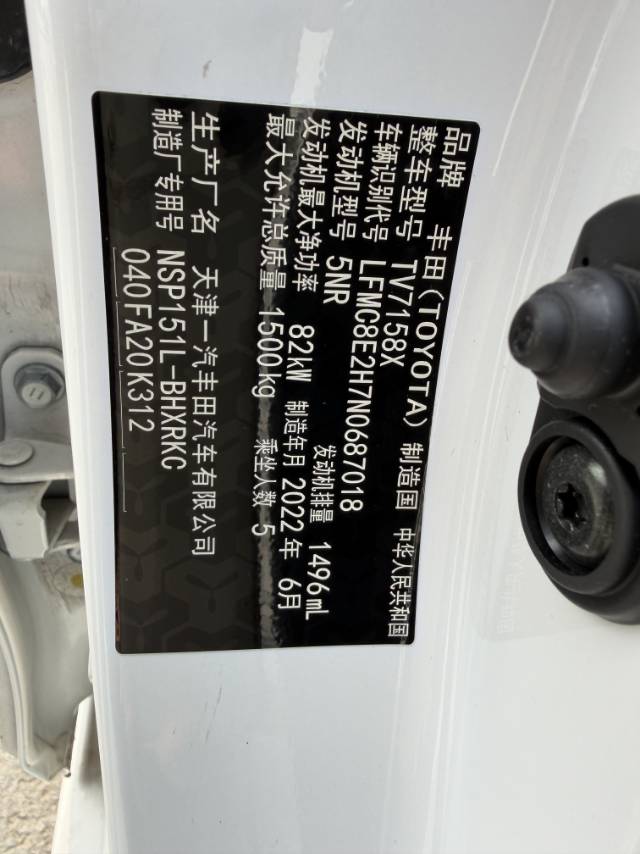 品牌 丰田（TOYOTA） 制造国 中华人民共和国
整车型号 TV7158X
车辆识别代号 LFMC8E2H7N0687018
发动机型号 5NR 发动机排量 1496mL
发动机最大净功率 82kW 制造年月 2022年 6月
最大允许总质量 1500kg 乘坐人数 5
生产厂名 天津一汽丰田汽车有限公司
制造厂专用号 NSP151L-BHXRKC
040FA20K312